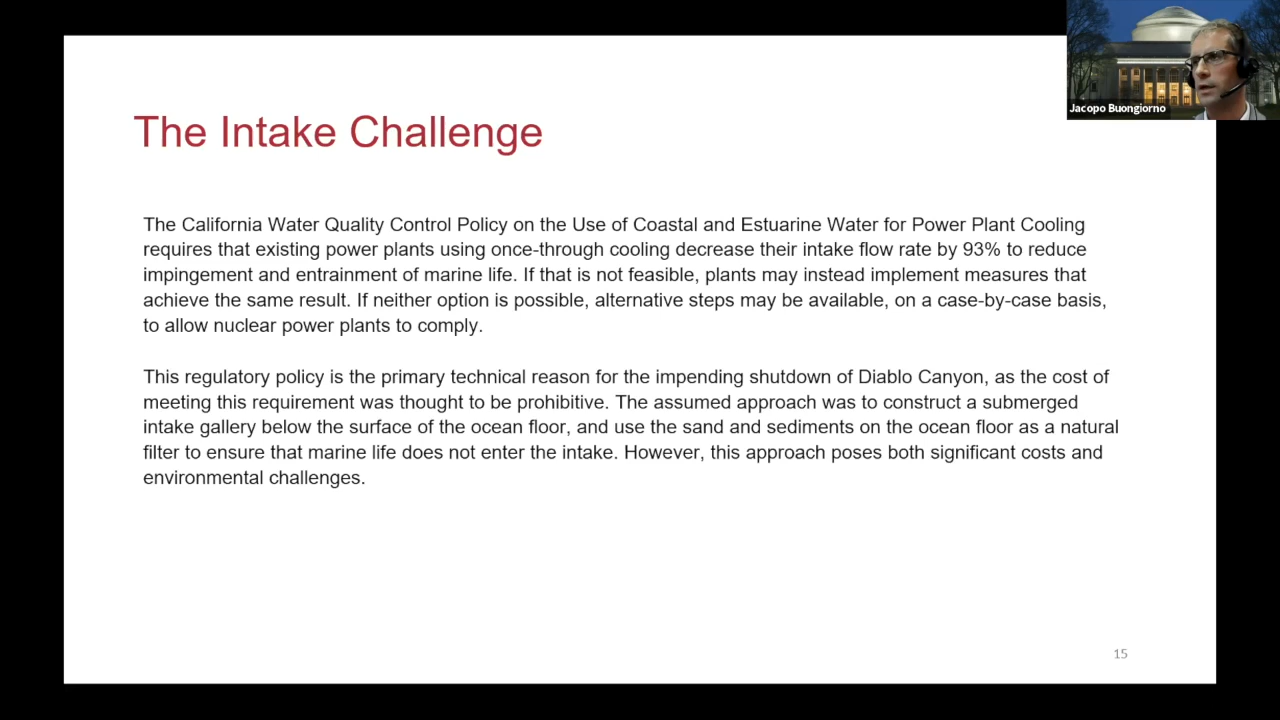 Jacopo Buongiorno
The Intake Challenge
The California Water Quality Control Policy on the Use of Coastal and Estuarine Water for Power Plant Cooling
requires that existing power plants using once-through cooling decrease their intake flow rate by 93% to reduce
impingement and entrainment of marine life. If that is not feasible, plants may instead implement measures that
achieve the same result. If neither option is possible, alternative steps may be available, on a case-by-case basis,
to allow nuclear power plants to comply.
This regulatory policy is the primary technical reason for the impending shutdown of Diablo Canyon, as the cost of
meeting this requirement was thought to be prohibitive. The assumed approach was to construct a submerged
intake gallery below the surface of the ocean floor, and use the sand and sediments on the ocean floor as a natural
filter to ensure that marine life does not enter the intake. However, this approach poses both significant costs and
environmental challenges.
15